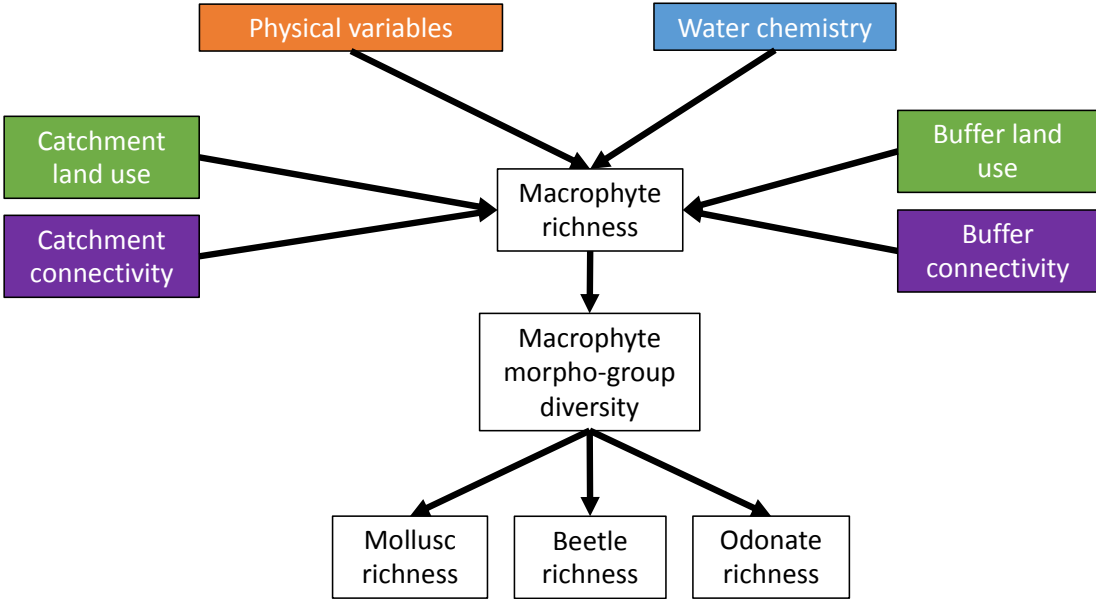 Physical variables
Water chemistry
Catchment
land use
Buffer land
use
Macrophyte
richness
Catchment
connectivity
Buffer
connectivity
Macrophyte
morpho-group
diversity
Mollusc
richness
Beetle
richness
Odonate
richness